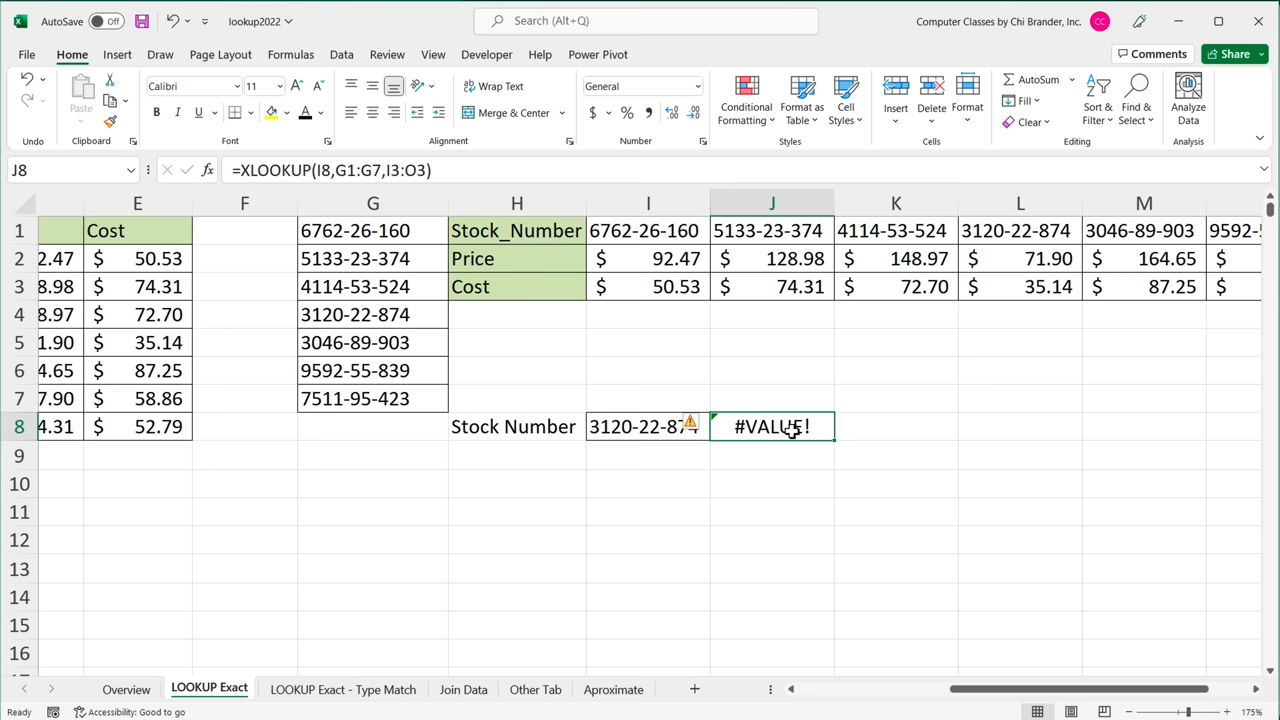 AutoSave Off lookup2022 Search (Alt+Q) Computer Classes by Chi Brander, Inc. CC
File Home Insert Draw Page Layout Formulas Data Review View Developer Help Power Pivot Comments Share
Paste Calibri 11 Wrap Text General Conditional Formatting Format as Table Cell Styles Insert Delete Format AutoSum Fill Clear Sort & Filter Find & Select Analyze Data
B I U A Merge & Center $ % ,
Undo Clipboard Font Alignment Number Styles Cells Editing Analysis
J8 fx =XLOOKUP(I8,G1:G7,I3:O3)
E F G H I J K L M
1 Cost 6762-26-160 Stock_Number 6762-26-160 5133-23-374 4114-53-524 3120-22-874 3046-89-903 9592-
2 2.47 $ 50.53 5133-23-374 Price $ 92.47 $ 128.98 $ 148.97 $ 71.90 $ 164.65 $
3 8.98 $ 74.31 4114-53-524 Cost $ 50.53 $ 74.31 $ 72.70 $ 35.14 $ 87.25 $
4 8.97 $ 72.70 3120-22-874
5 1.90 $ 35.14 3046-89-903
6 4.65 $ 87.25 9592-55-839
7 7.90 $ 58.86 7511-95-423
8 4.31 $ 52.79 Stock Number 3120-22-874 #VALUE!
9
10
11
12
13
14
15
16
Overview LOOKUP Exact LOOKUP Exact - Type Match Join Data Other Tab Aproximate
Ready Accessibility: Good to go 175%